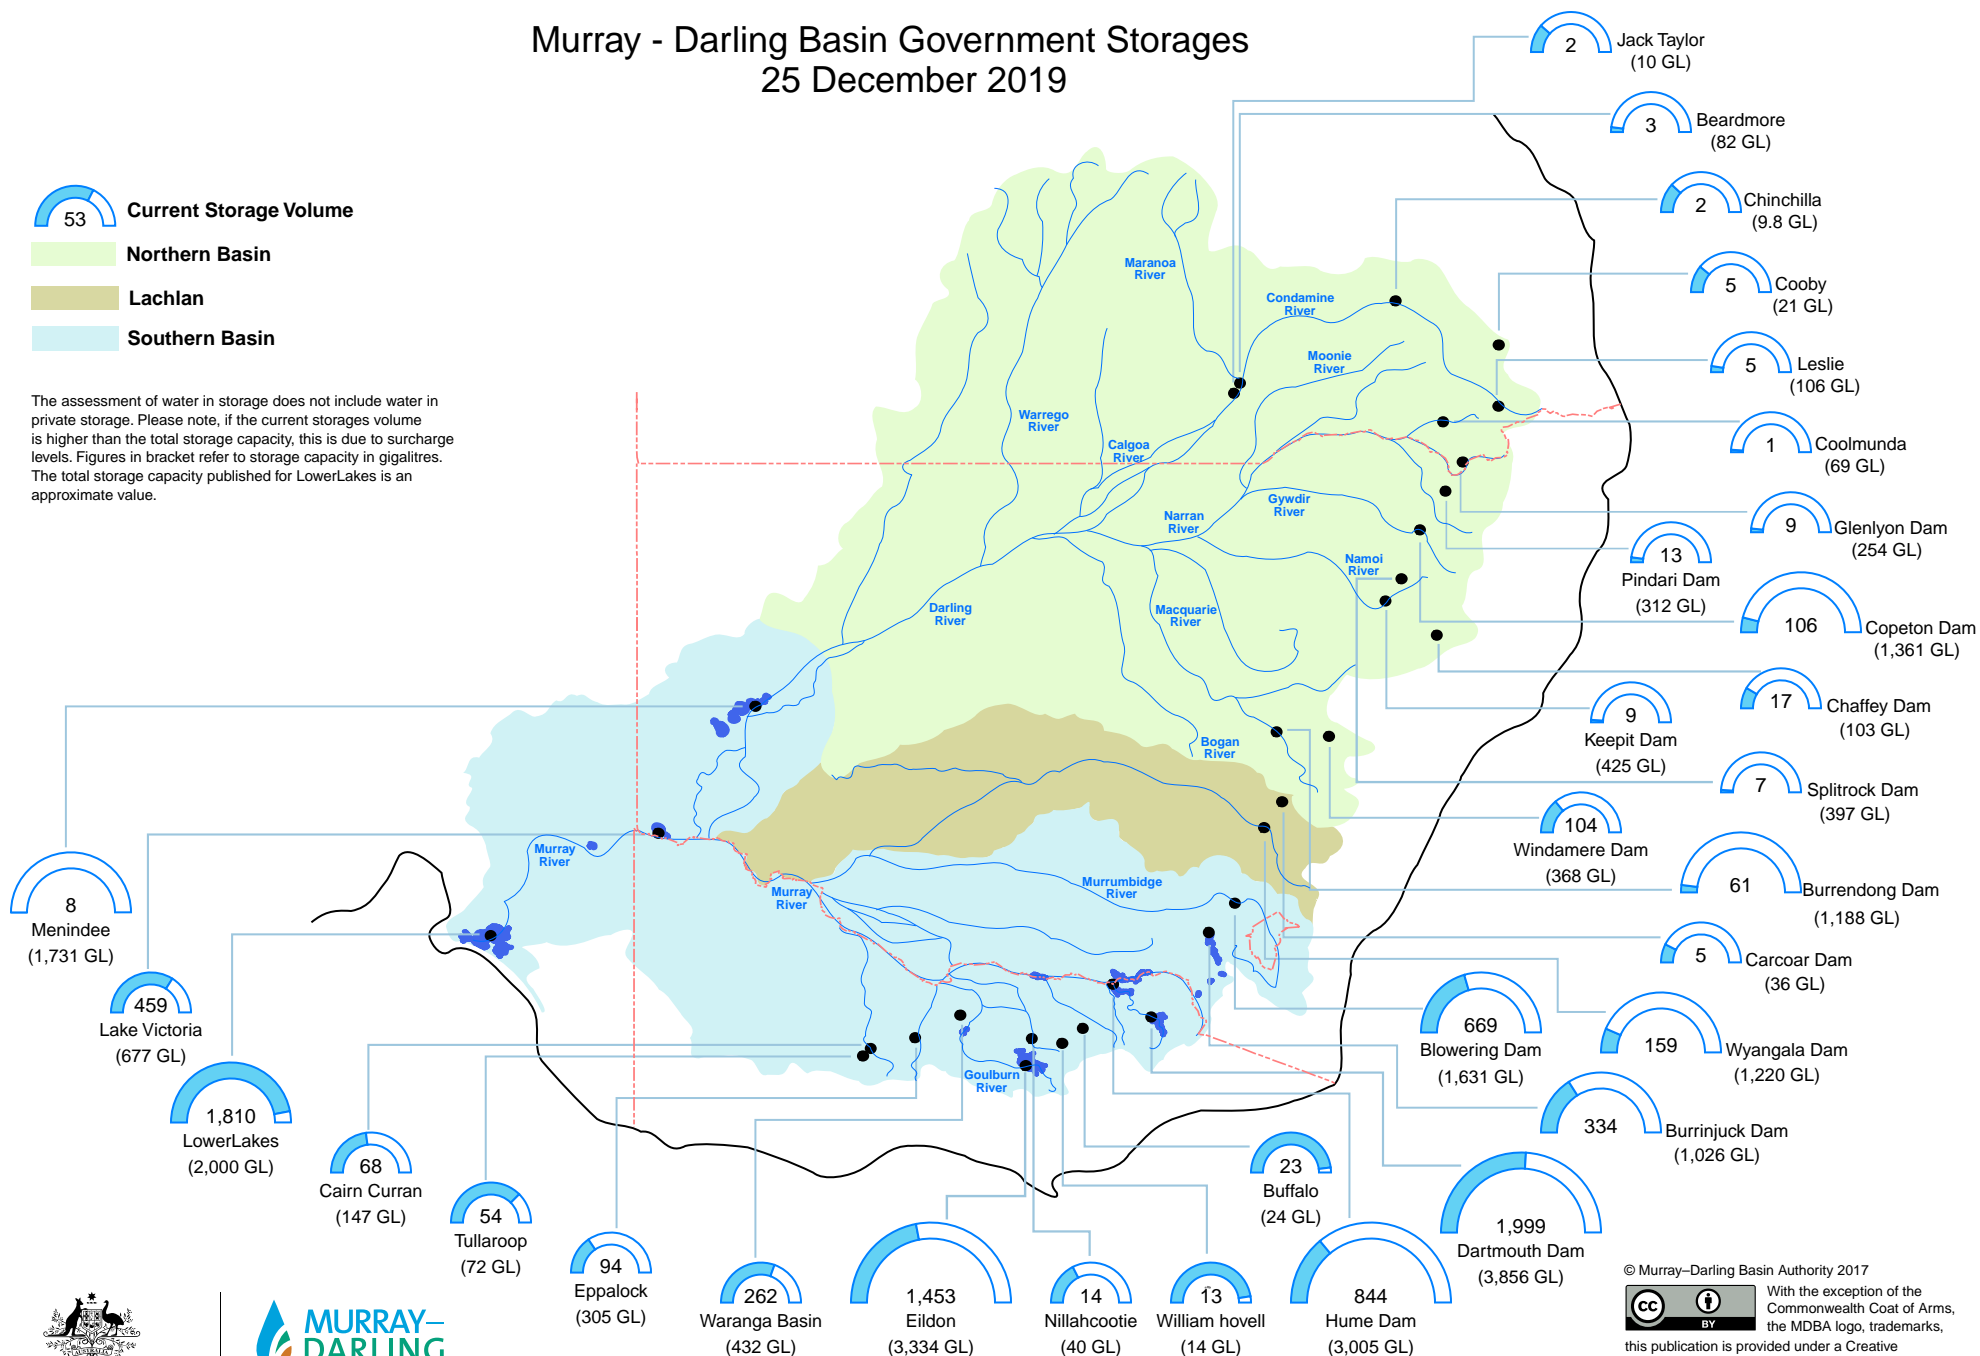 Murray - Darling Basin Government Storages
25 December 2019
53
Current Storage Volume
Northern Basin
Lachlan
Southern Basin
The assessment of water in storage does not include water in
private storage. Please note, if the current storages volume
is higher than the total storage capacity, this is due to surcharge
levels. Figures in bracket refer to storage capacity in gigalitres.
The total storage capacity published for LowerLakes is an
approximate value.
2
Jack Taylor
(10 GL)
3
Beardmore
(82 GL)
2
Chinchilla
(9.8 GL)
5
Cooby
(21 GL)
5
Leslie
(106 GL)
1
Coolmunda
(69 GL)
9
Glenlyon Dam
(254 GL)
13
Pindari Dam
(312 GL)
106
Copeton Dam
(1,361 GL)
17
Chaffey Dam
(103 GL)
9
Keepit Dam
(425 GL)
7
Splitrock Dam
(397 GL)
104
Windamere Dam
(368 GL)
61
Burrendong Dam
(1,188 GL)
5
Carcoar Dam
(36 GL)
669
Blowering Dam
(1,631 GL)
159
Wyangala Dam
(1,220 GL)
334
Burrinjuck Dam
(1,026 GL)
1,999
Dartmouth Dam
(3,856 GL)
23
Buffalo
(24 GL)
844
Hume Dam
(3,005 GL)
13
William hovell
(14 GL)
14
Nillahcootie
(40 GL)
1,453
Eildon
(3,334 GL)
262
Waranga Basin
(432 GL)
94
Eppalock
(305 GL)
54
Tullaroop
(72 GL)
68
Cairn Curran
(147 GL)
1,810
LowerLakes
(2,000 GL)
459
Lake Victoria
(677 GL)
8
Menindee
(1,731 GL)
Maranoa
River
Condamine
River
Moonie
River
Warrego
River
Calgoa
River
Gywdir
River
Narran
River
Namoi
River
Darling
River
Macquarie
River
Bogan
River
Murray
River
Murray
River
Murrumbidge
River
Goulburn
River
MURRAY–
DARLING
© Murray–Darling Basin Authority 2017
cc
BY
With the exception of the
Commonwealth Coat of Arms,
the MDBA logo, trademarks,
this publication is provided under a Creative